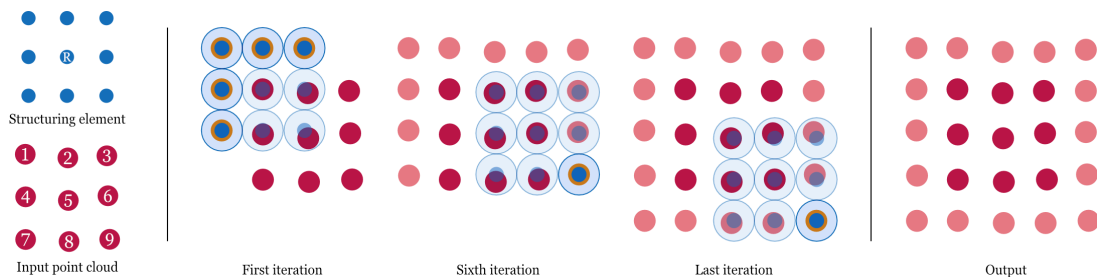 R
Structuring element
1 2 3
4 5 6
7 8 9
Input point cloud
First iteration
Sixth iteration
Last iteration
Output